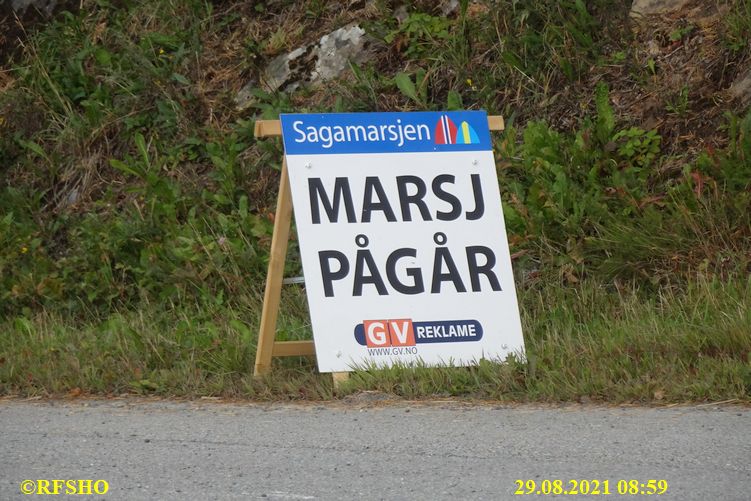 Sagamarsjen
MARSJ
PÅGÅR
GV REKLAME
WWW.GV.NO
©RFSHO
29.08.2021 08:59